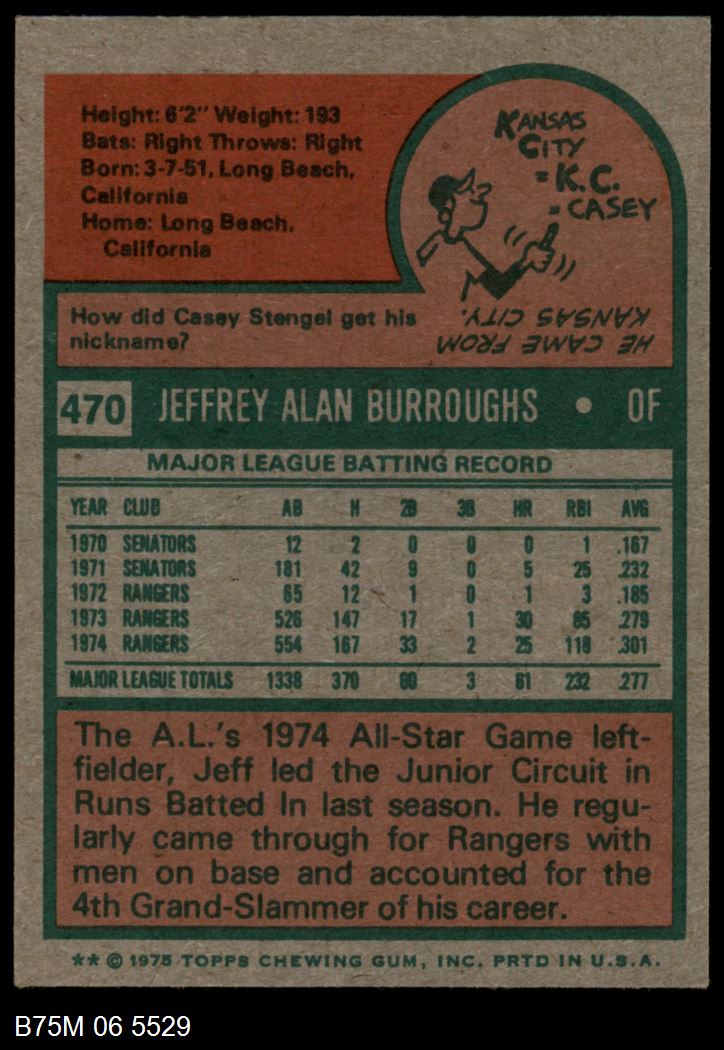 Height: 6'2" Weight: 193
Bats: Right Throws: Right
Born: 3-7-51, Long Beach,
California
Home: Long Beach,
California
KANSAS
CITY
= K.C.
= CASEY
How did Casey Stengel get his
nickname?
HE CAME FROM
KANSAS CITY.
470 JEFFREY ALAN BURROUGHS • OF
MAJOR LEAGUE BATTING RECORD
YEAR CLUB AB H 2B 3B HR RBI AVG
1970 SENATORS 12 2 0 0 0 1 .167
1971 SENATORS 181 42 9 0 5 25 .232
1972 RANGERS 65 12 1 0 1 3 .185
1973 RANGERS 526 147 17 1 30 85 .279
1974 RANGERS 554 167 33 2 25 118 .301
MAJOR LEAGUE TOTALS 1338 370 60 3 61 232 .277
The A.L.'s 1974 All-Star Game left-
fielder, Jeff led the Junior Circuit in
Runs Batted In last season. He regu-
larly came through for Rangers with
men on base and accounted for the
4th Grand-Slammer of his career.
** © 1975 TOPPS CHEWING GUM, INC. PRTD IN U.S.A.
B75M 06 5529